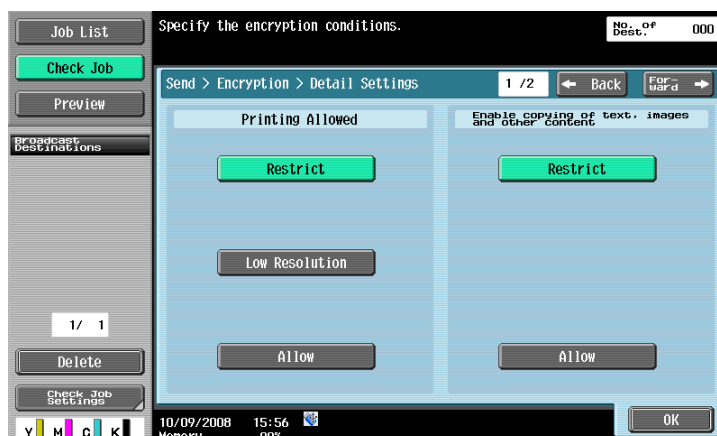 Job List
Specify the encryption conditions.
No. of
Dest.
000
Check Job
Send > Encryption > Detail Settings
1 /2
← Back
For-
ward →
Preview
Printing Allowed
Enable copying of text, images
and other content
Broadcast
Destinations
Restrict
Restrict
Low Resolution
1/ 1
Delete
Allow
Allow
Check Job
Settings
10/09/2008 15:56
OK
Y M C K
Memory